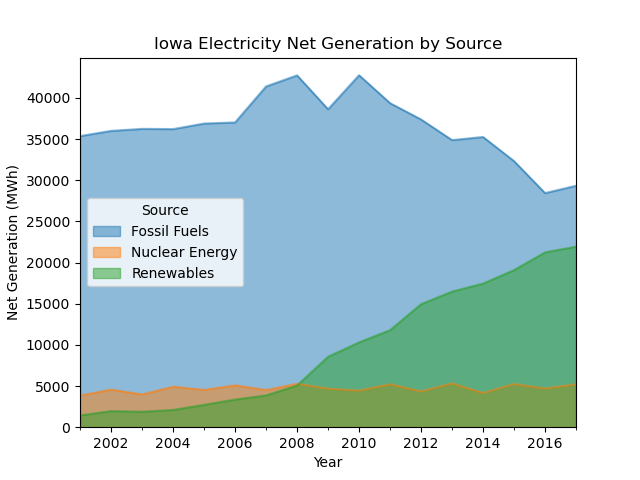 Iowa Electricity Net Generation by Source
Net Generation (MWh)
40000
35000
30000
25000
20000
15000
10000
5000
0
Source
Fossil Fuels
Nuclear Energy
Renewables
2002 2004 2006 2008 2010 2012 2014 2016
Year